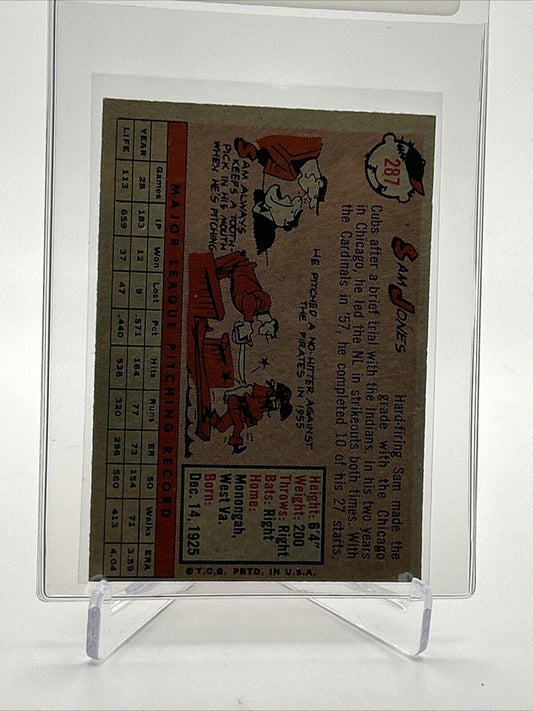 287
SAM JONES
Hard-firing Sam made the
grade with the Chicago
Cubs after a brief trial with the Indians. In his two years
in Chicago, he led the NL in strikeouts both times. With
the Cardinals in '57, he completed 10 of his 27 starts.
SAM ALWAYS
KEEPS A TOOTH-
PICK IN HIS MOUTH
WHEN HE'S PITCHING
HE PITCHED A NO-HITTER AGAINST
THE PIRATES IN 1955
Height: 6'4"
Weight: 200
Throws: Right
Bats: Right
Home:
Monongah,
West Va.
Born:
Dec. 14, 1925
© T.C.G. PRTD. IN U.S.A.
MAJOR LEAGUE PITCHING RECORD
Games IP Won Lost Pct. Hits Runs ER SO Walks ERA
YEAR 28 183 12 9 .571 164 77 73 154 71 3.59
LIFE 113 659 37 47 .440 538 320 296 560 413 4.04